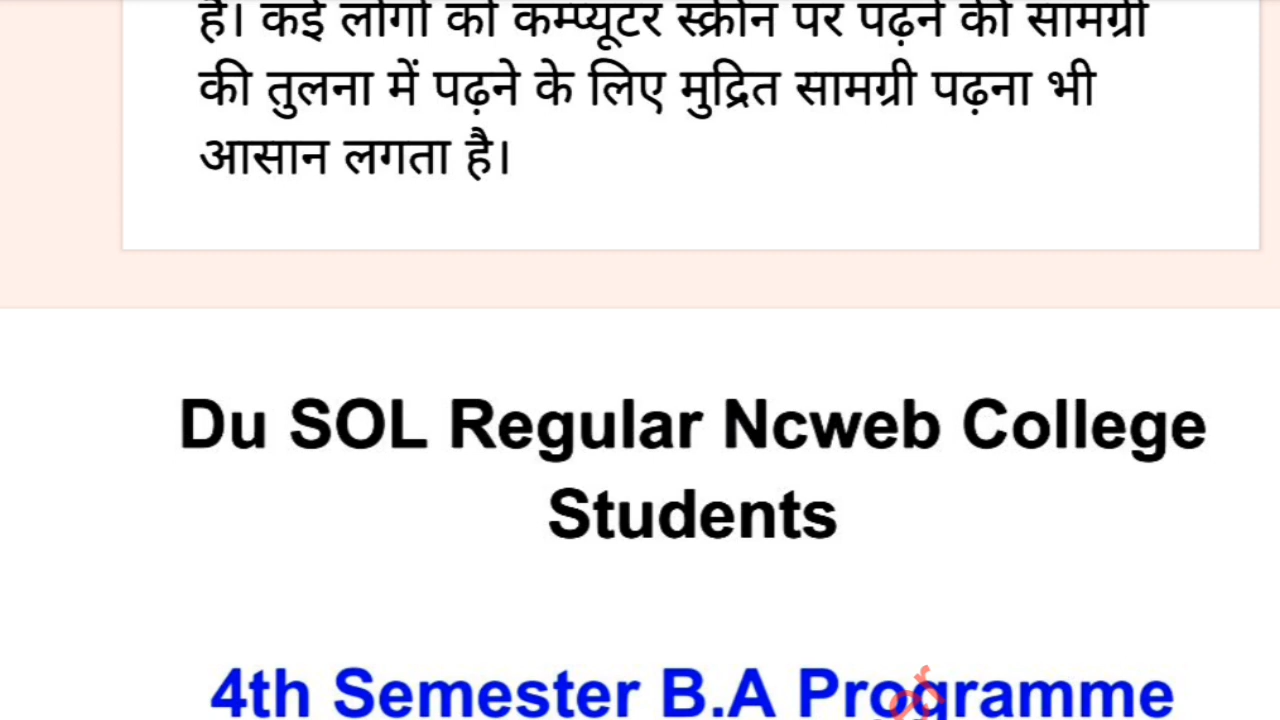 है। कई लोगों को कम्प्यूटर स्क्रीन पर पढ़ने की सामग्री
की तुलना में पढ़ने के लिए मुद्रित सामग्री पढ़ना भी
आसान लगता है।
Du SOL Regular Ncweb College
Students
4th Semester B.A Programme